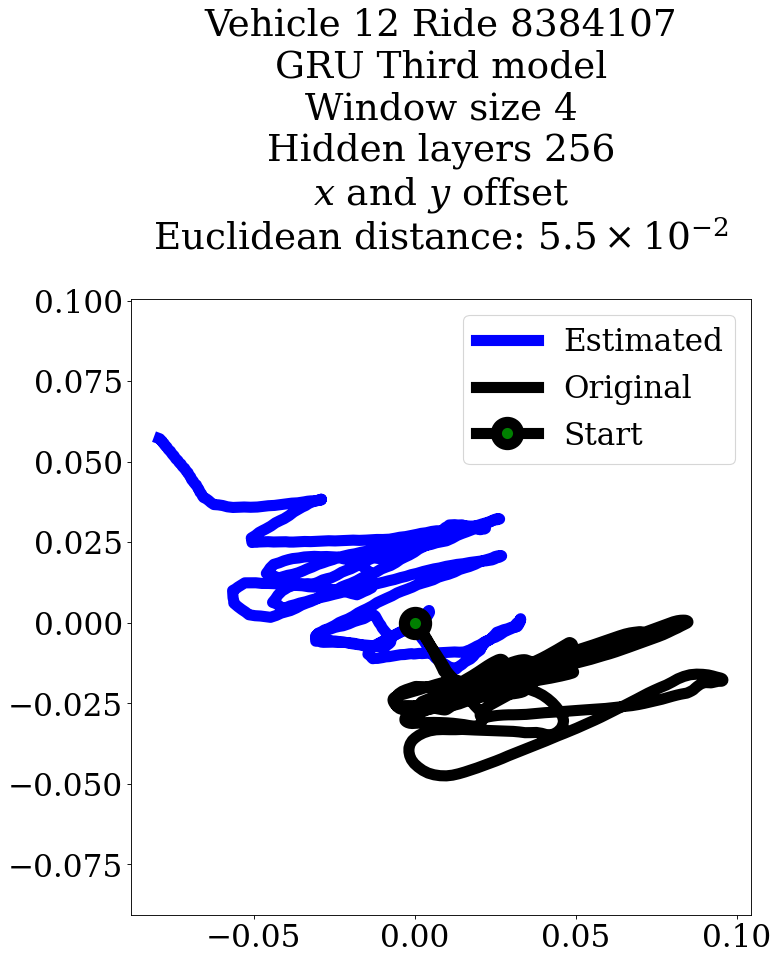 Vehicle 12 Ride 8384107
GRU Third model
Window size 4
Hidden layers 256
x and y offset
Euclidean distance: 5.5 × 10⁻²
0.100
0.075
0.050
0.025
0.000
−0.025
−0.050
−0.075
Estimated
Original
Start
−0.05 0.00 0.05 0.10